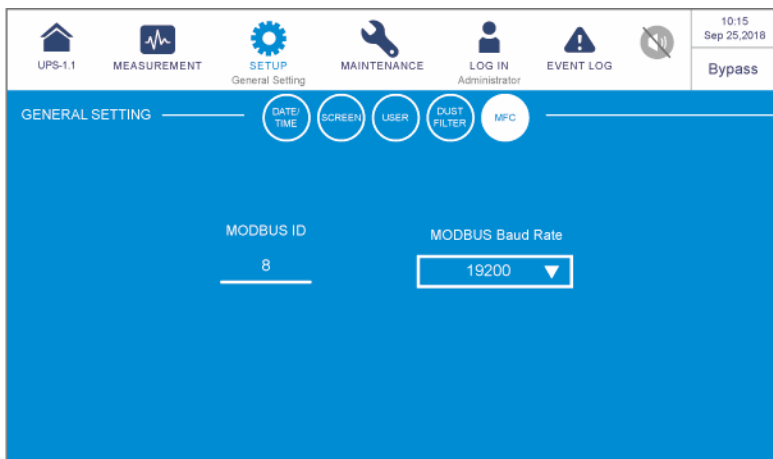 10:15
Sep 25,2018
UPS-1.1
MEASUREMENT
SETUP
General Setting
MAINTENANCE
LOG IN
Administrator
EVENT LOG
Bypass
GENERAL SETTING
DATE/
TIME
SCREEN
USER
DUST
FILTER
MFC
MODBUS ID
8
MODBUS Baud Rate
19200